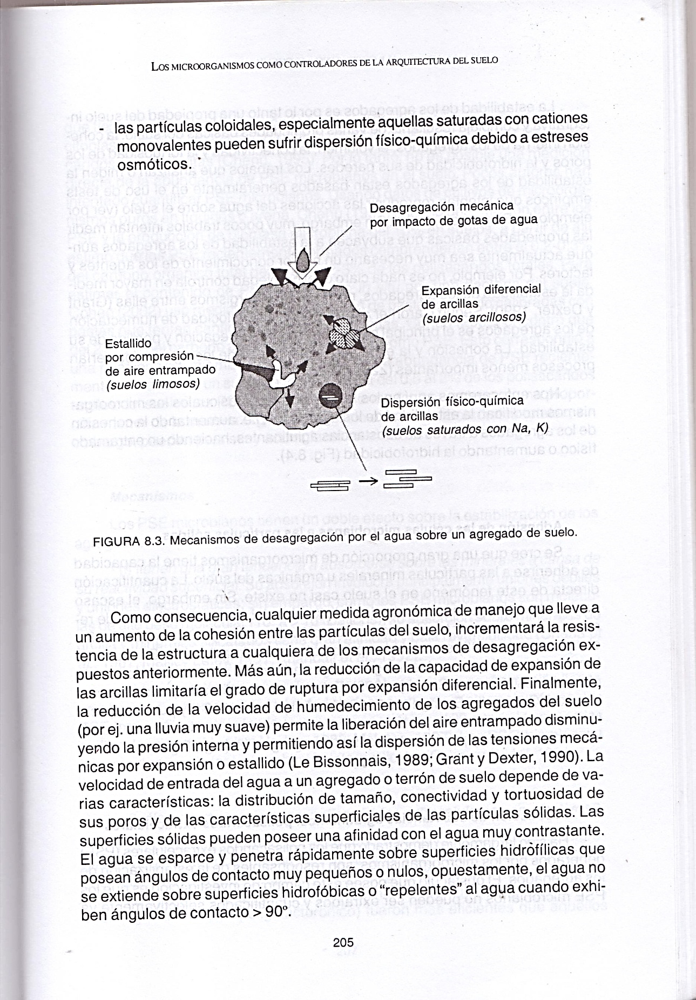 LOS MICROORGANISMOS COMO CONTROLADORES DE LA ARQUITECTURA DEL SUELO
- las partículas coloidales, especialmente aquellas saturadas con cationes
monovalentes pueden sufrir dispersión físico-química debido a estreses
osmóticos.
Desagregación mecánica
por impacto de gotas de agua
Expansión diferencial
de arcillas
(suelos arcillosos)
Estallido
por compresión
de aire entrampado
(suelos limosos)
Dispersión físico-química
de arcillas
(suelos saturados con Na, K)
FIGURA 8.3. Mecanismos de desagregación por el agua sobre un agregado de suelo.
Como consecuencia, cualquier medida agronómica de manejo que lleve a
un aumento de la cohesión entre las partículas del suelo, incrementará la resis-
tencia de la estructura a cualquiera de los mecanismos de desagregación ex-
puestos anteriormente. Más aún, la reducción de la capacidad de expansión de
las arcillas limitaría el grado de ruptura por expansión diferencial. Finalmente,
la reducción de la velocidad de humedecimiento de los agregados del suelo
(por ej. una lluvia muy suave) permite la liberación del aire entrampado disminu-
yendo la presión interna y permitiendo así la dispersión de las tensiones mecá-
nicas por expansión o estallido (Le Bissonnais, 1989; Grant y Dexter, 1990). La
velocidad de entrada del agua a un agregado o terrón de suelo depende de va-
rias características: la distribución de tamaño, conectividad y tortuosidad de
sus poros y de las características superficiales de las partículas sólidas. Las
superficies sólidas pueden poseer una afinidad con el agua muy contrastante.
El agua se esparce y penetra rápidamente sobre superficies hidrofílicas que
posean ángulos de contacto muy pequeños o nulos, opuestamente, el agua no
se extiende sobre superficies hidrofóbicas o “repelentes” al agua cuando exhi-
ben ángulos de contacto > 90º.
205